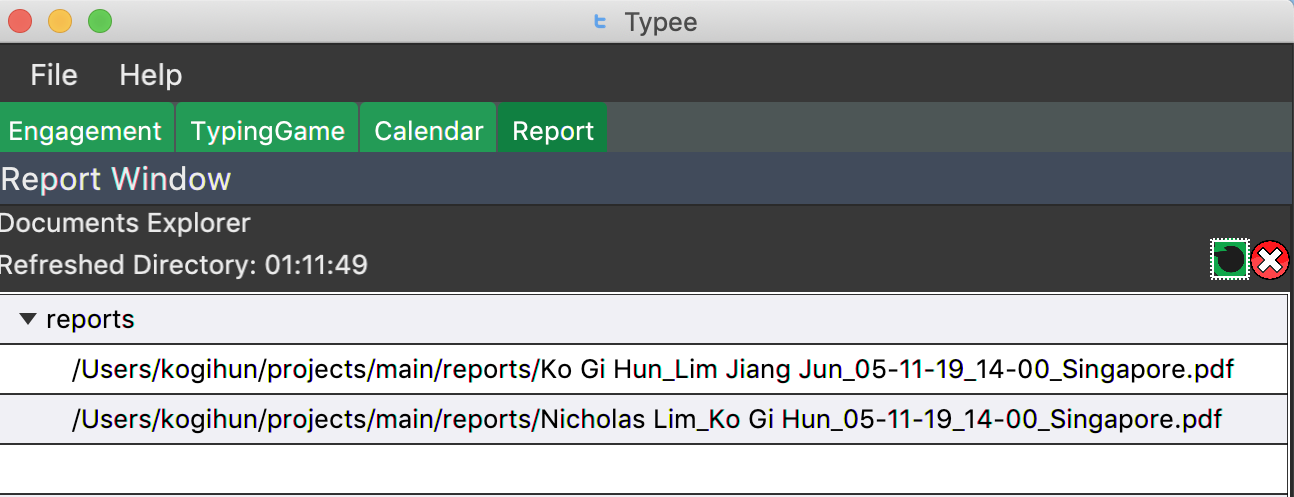 Typee
File Help
Engagement TypingGame Calendar Report
Report Window
Documents Explorer
Refreshed Directory: 01:11:49
reports
/Users/kogihun/projects/main/reports/Ko Gi Hun_Lim Jiang Jun_05-11-19_14-00_Singapore.pdf
/Users/kogihun/projects/main/reports/Nicholas Lim_Ko Gi Hun_05-11-19_14-00_Singapore.pdf